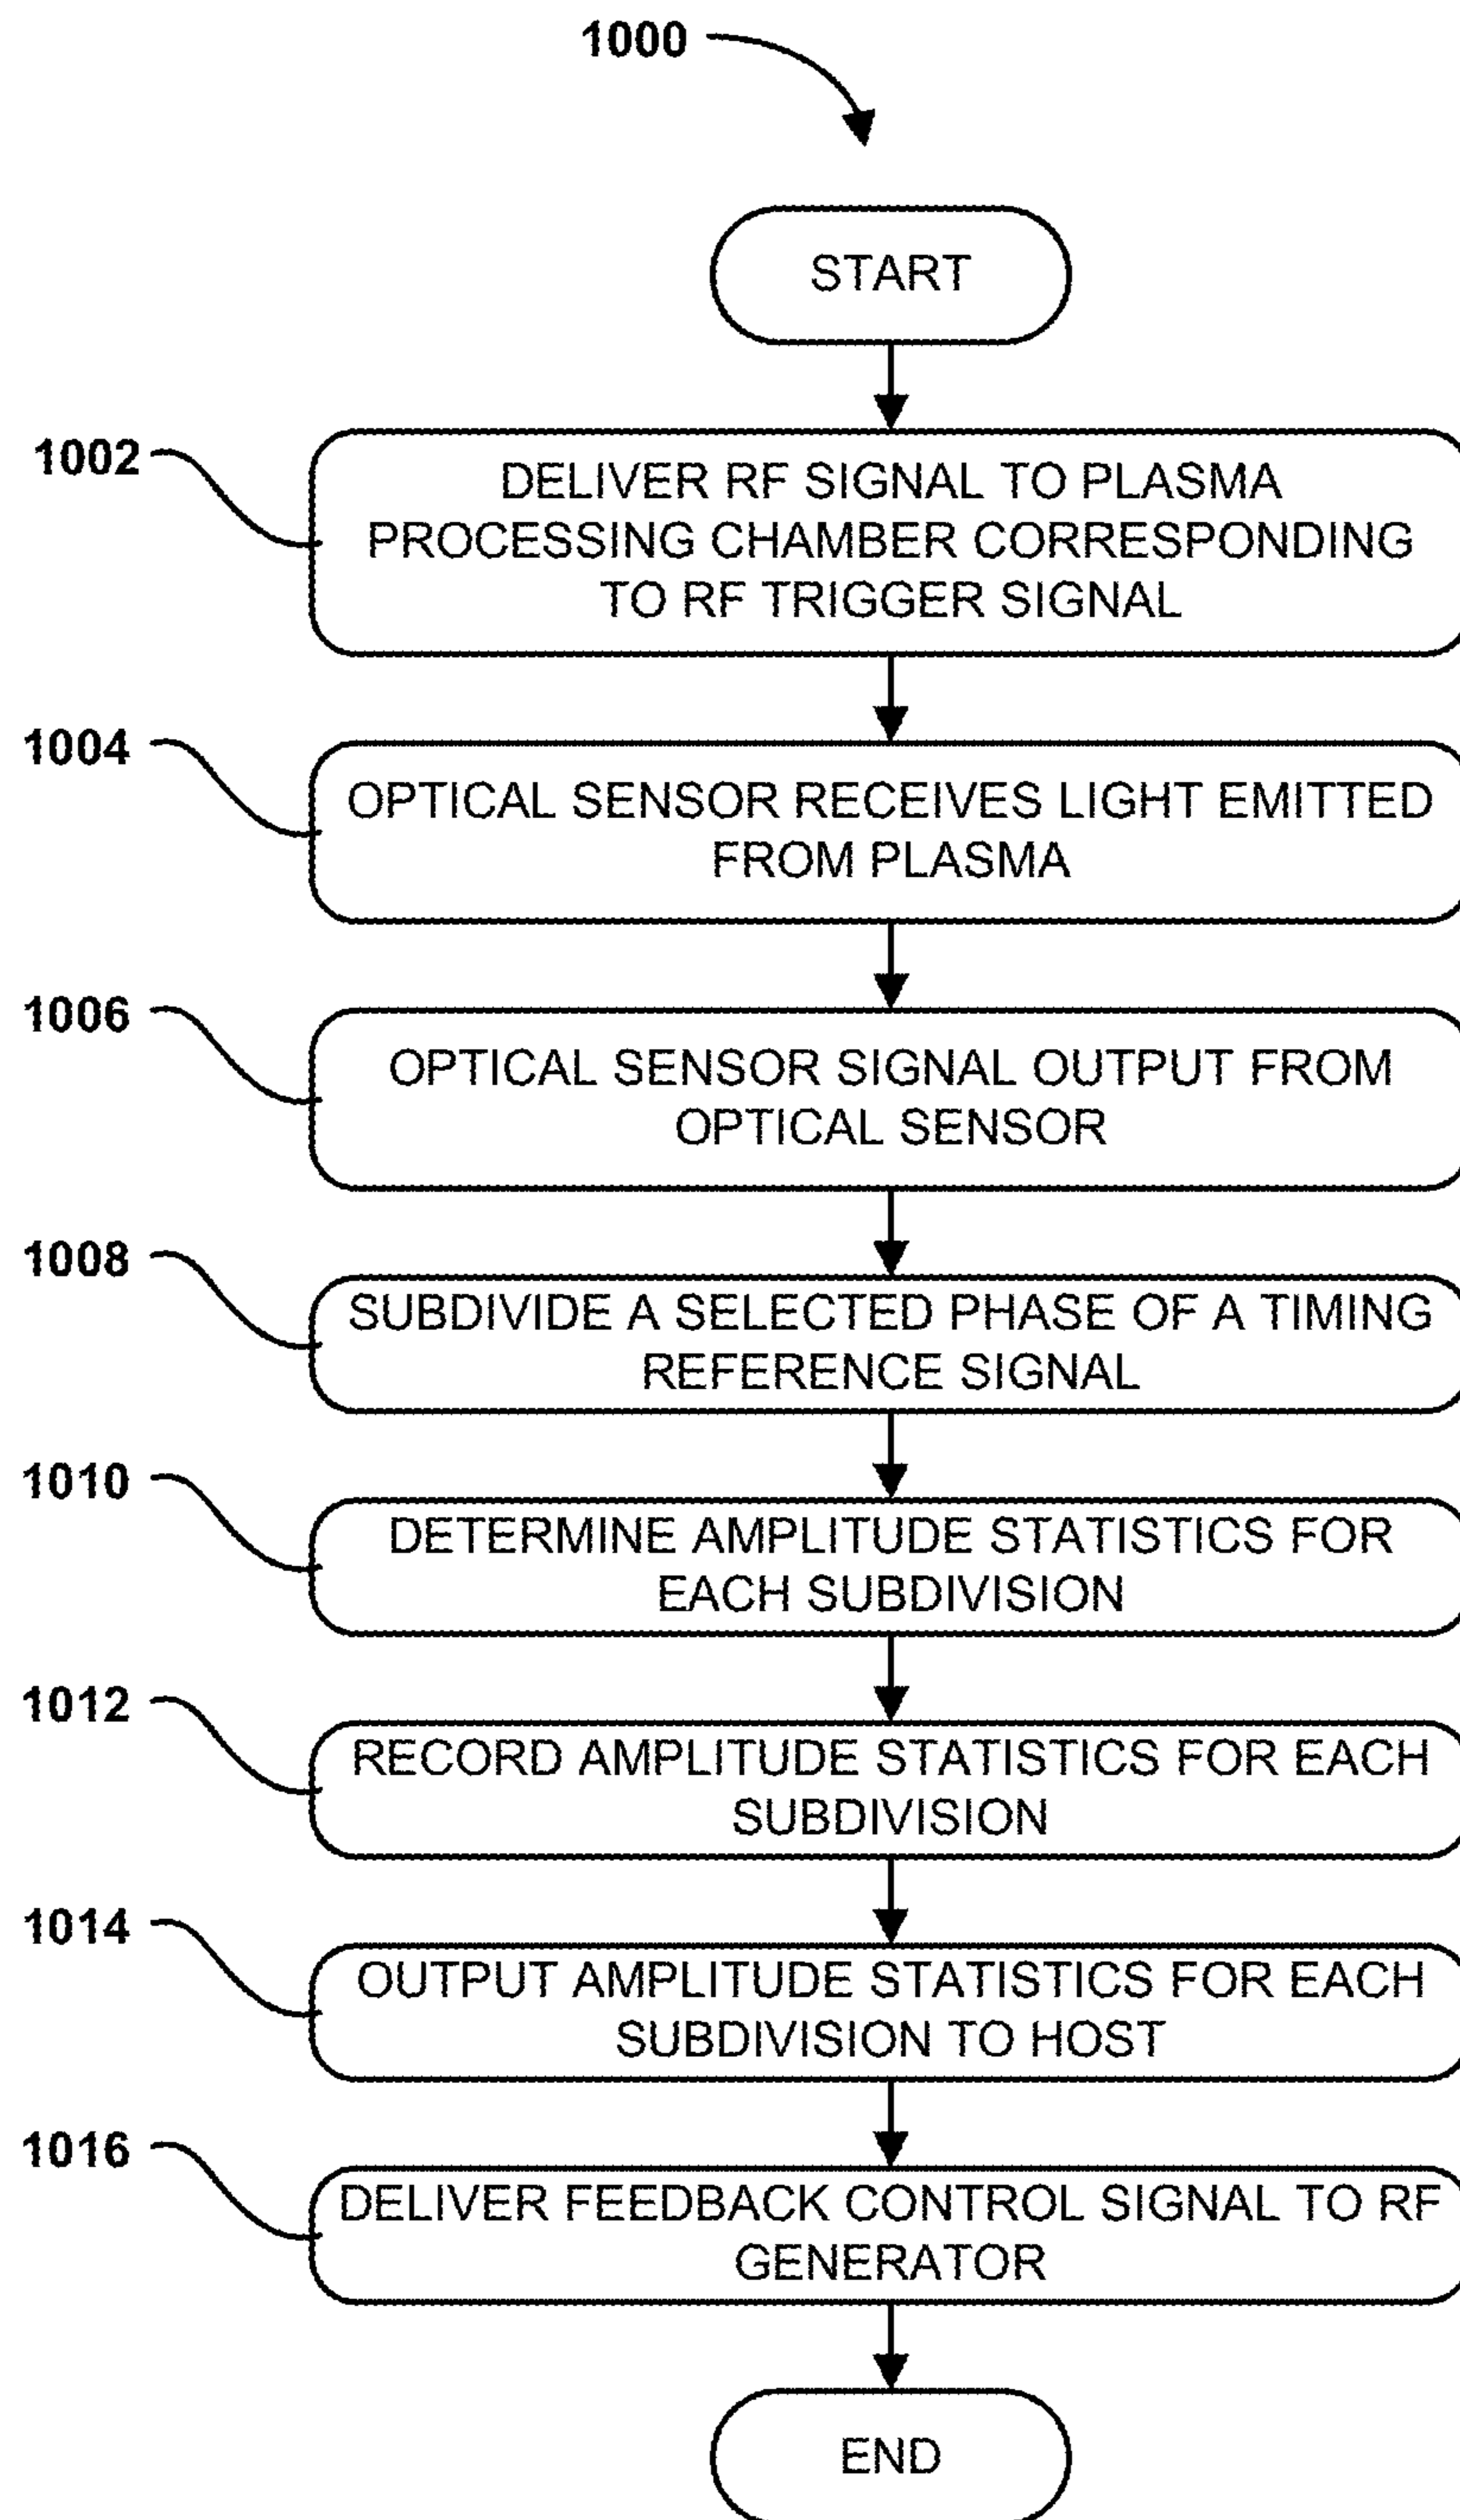 1000
START
1002
DELIVER RF SIGNAL TO PLASMA
PROCESSING CHAMBER CORRESPONDING
TO RF TRIGGER SIGNAL
1004
OPTICAL SENSOR RECEIVES LIGHT EMITTED
FROM PLASMA
1006
OPTICAL SENSOR SIGNAL OUTPUT FROM
OPTICAL SENSOR
1008
SUBDIVIDE A SELECTED PHASE OF A TIMING
REFERENCE SIGNAL
1010
DETERMINE AMPLITUDE STATISTICS FOR
EACH SUBDIVISION
1012
RECORD AMPLITUDE STATISTICS FOR EACH
SUBDIVISION
1014
OUTPUT AMPLITUDE STATISTICS FOR EACH
SUBDIVISION TO HOST
1016
DELIVER FEEDBACK CONTROL SIGNAL TO RF
GENERATOR
END